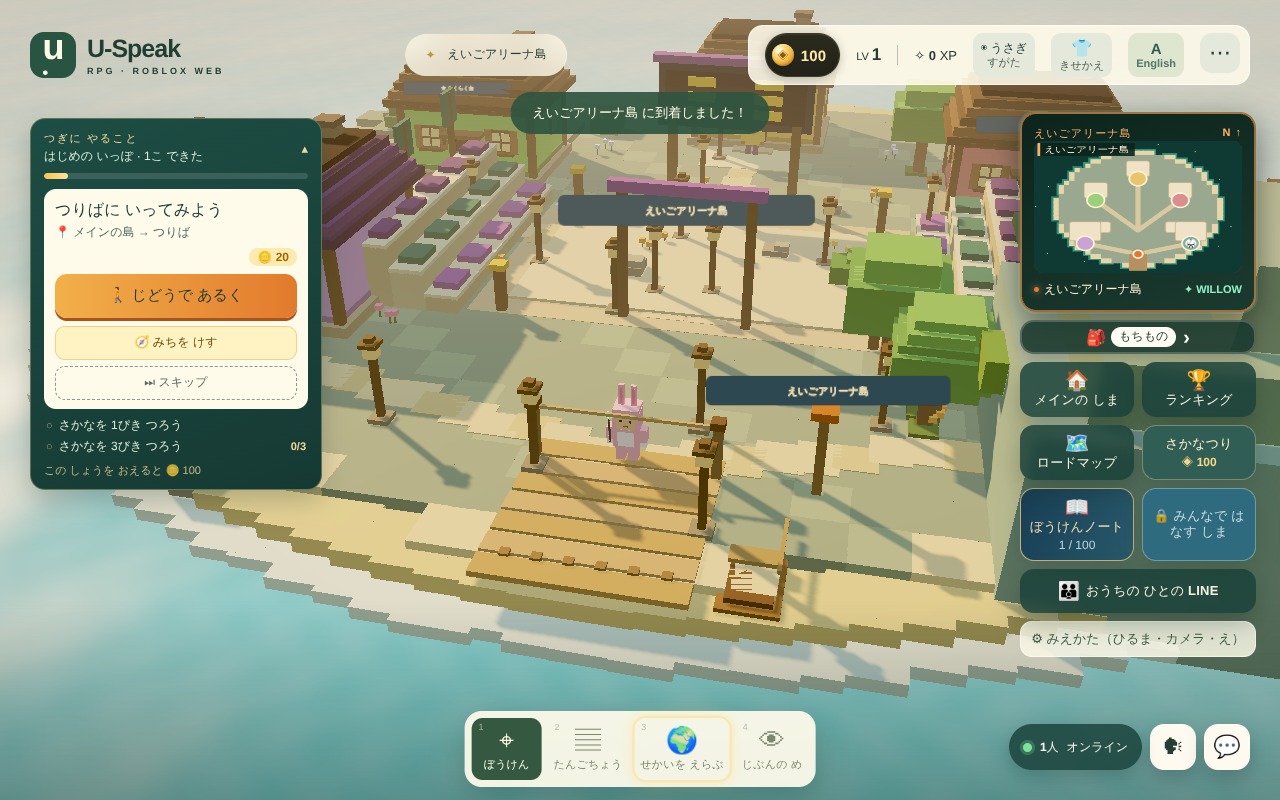 U-Speak
RPG · ROBLOX WEB
えいごアリーナ島
100
LV 1
0 XP
うさぎ
すがた
きせかえ
A
English
えいごアリーナ島 に到着しました！
つぎに やること
はじめの いっぽ · 1こ できた
つりばに いってみよう
メインの島 → つりば
20
じどうで あるく
みちを けす
スキップ
さかなを 1ぴき つろう
さかなを 3びき つろう 0/3
この しょうを おえると 100
えいごアリーナ島
えいごアリーナ島
えいごアリーナ島 N ↑
えいごアリーナ島
えいごアリーナ島 WILLOW
もちもの ›
メインの しま
ランキング
ロードマップ
さかなつり
100
ぼうけんノート
1 / 100
みんなで は
なす しま
おうちの ひとの LINE
みえかた（ひるま・カメラ・え）
1
ぼうけん
2
たんごちょう
3
せかいを えらぶ
4
じぶんの め
1人 オンライン